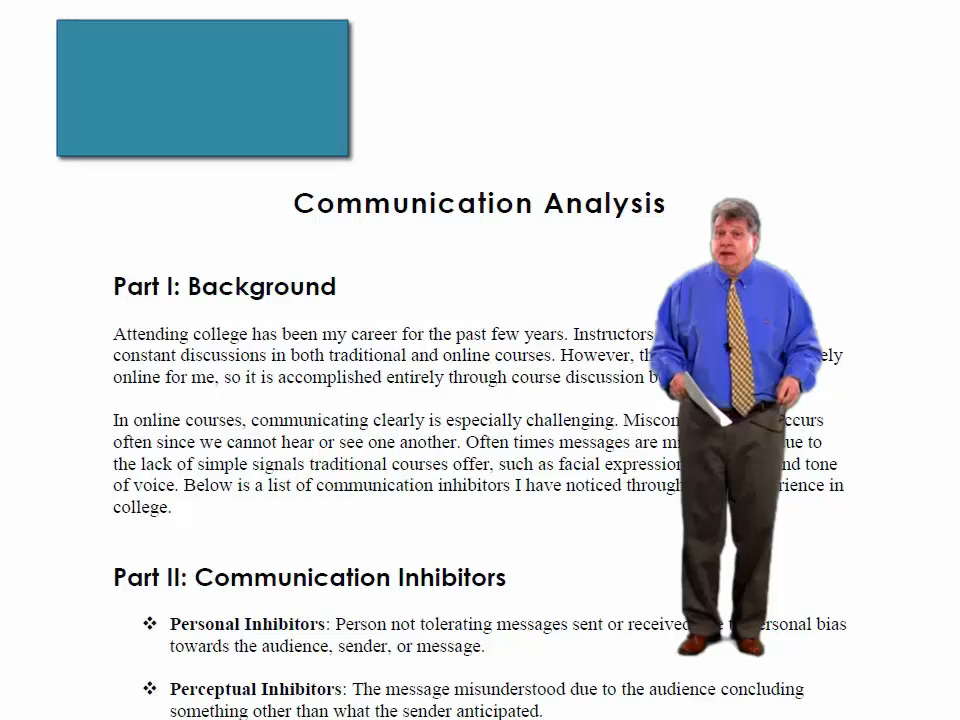 Communication Analysis
Part I: Background
Attending college has been my career for the past few years. Instructors
constant discussions in both traditional and online courses. However,
online for me, so it is accomplished entirely through course discussion
In online courses, communicating clearly is especially challenging.
often since we cannot hear or see one another. Often times messages are to
the lack of simple signals traditional courses offer, such as facial tone
of voice. Below is a list of communication inhibitors I have noticed in
college.
Part II: Communication Inhibitors
❖ Personal Inhibitors: Person not tolerating messages sent or received bias
towards the audience, sender, or message.
❖ Perceptual Inhibitors: The message misunderstood due to the audience concluding
something other than what the sender anticipated.